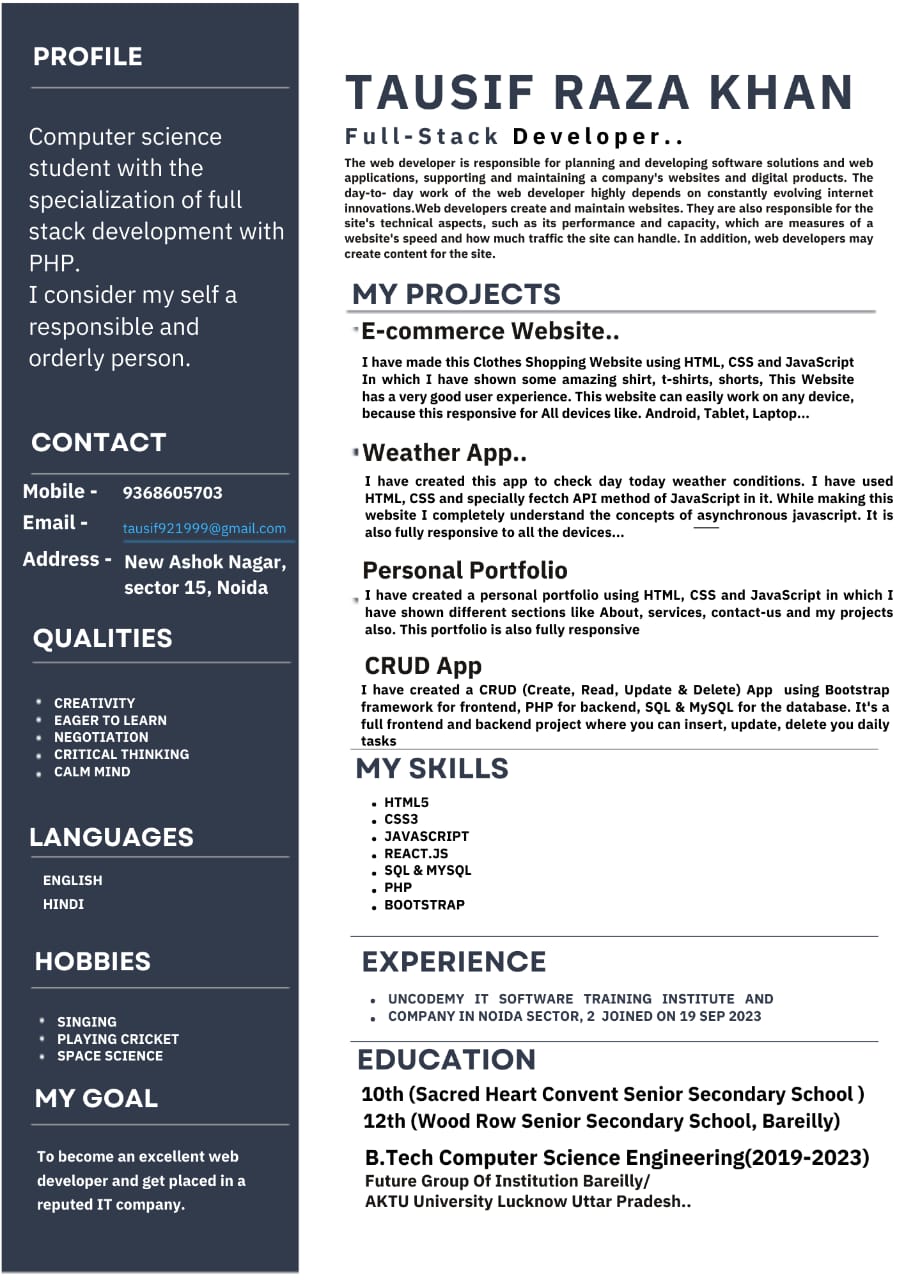 PROFILE
Computer science
student with the
specialization of full
stack development with
PHP.
I consider my self a
responsible and
orderly person.
CONTACT
Mobile - 9368605703
Email - tausif921999@gmail.com
Address - New Ashok Nagar,
sector 15, Noida
QUALITIES
CREATIVITY
EAGER TO LEARN
NEGOTIATION
CRITICAL THINKING
CALM MIND
LANGUAGES
ENGLISH
HINDI
HOBBIES
SINGING
PLAYING CRICKET
SPACE SCIENCE
MY GOAL
To become an excellent web
developer and get placed in a
reputed IT company.
TAUSIF RAZA KHAN
Full-Stack Developer..
The web developer is responsible for planning and developing software solutions and web
applications, supporting and maintaining a company's websites and digital products. The
day-to- day work of the web developer highly depends on constantly evolving internet
innovations.Web developers create and maintain websites. They are also responsible for the
site's technical aspects, such as its performance and capacity, which are measures of a
website's speed and how much traffic the site can handle. In addition, web developers may
create content for the site.
MY PROJECTS
E-commerce Website..
I have made this Clothes Shopping Website using HTML, CSS and JavaScript
In which I have shown some amazing shirt, t-shirts, shorts, This Website
has a very good user experience. This website can easily work on any device,
because this responsive for All devices like. Android, Tablet, Laptop...
Weather App..
I have created this app to check day today weather conditions. I have used
HTML, CSS and specially fectch API method of JavaScript in it. While making this
website I completely understand the concepts of asynchronous javascript. It is
also fully responsive to all the devices...
Personal Portfolio
I have created a personal portfolio using HTML, CSS and JavaScript in which I
have shown different sections like About, services, contact-us and my projects
also. This portfolio is also fully responsive
CRUD App
I have created a CRUD (Create, Read, Update & Delete) App using Bootstrap
framework for frontend, PHP for backend, SQL & MySQL for the database. It's a
full frontend and backend project where you can insert, update, delete you daily
tasks
MY SKILLS
HTML5
CSS3
JAVASCRIPT
REACT.JS
SQL & MYSQL
PHP
BOOTSTRAP
EXPERIENCE
UNCODEMY IT SOFTWARE TRAINING INSTITUTE AND
COMPANY IN NOIDA SECTOR, 2 JOINED ON 19 SEP 2023
EDUCATION
10th (Sacred Heart Convent Senior Secondary School )
12th (Wood Row Senior Secondary School, Bareilly)
B.Tech Computer Science Engineering(2019-2023)
Future Group Of Institution Bareilly/
AKTU University Lucknow Uttar Pradesh..